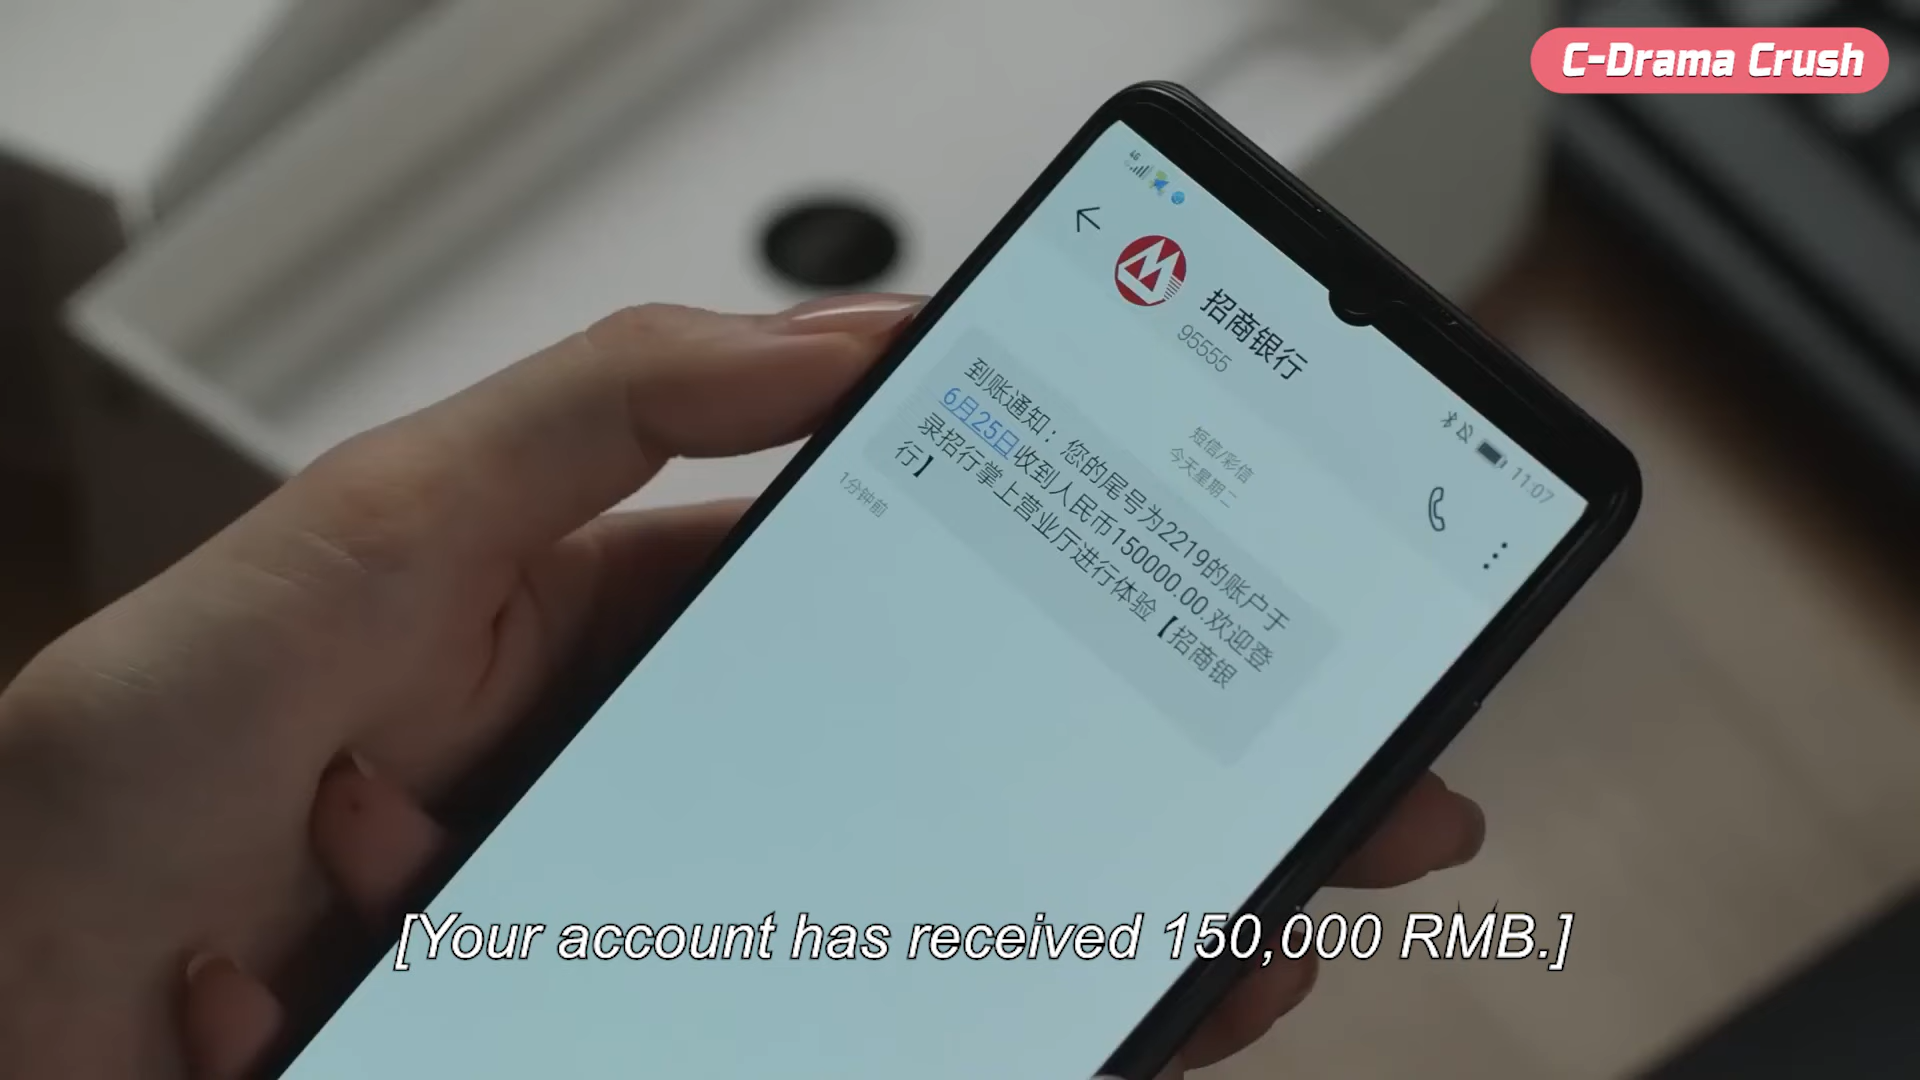 C-Drama Crush
4G
11:07
招商银行
95555
短信/彩信
今天星期二
到账通知：您的尾号为2219的账户于
6月25日收到人民币150000.00.欢迎登
录招行掌上营业厅进行体验【招商银
行】
1分钟前
[Your account has received 150,000 RMB.]